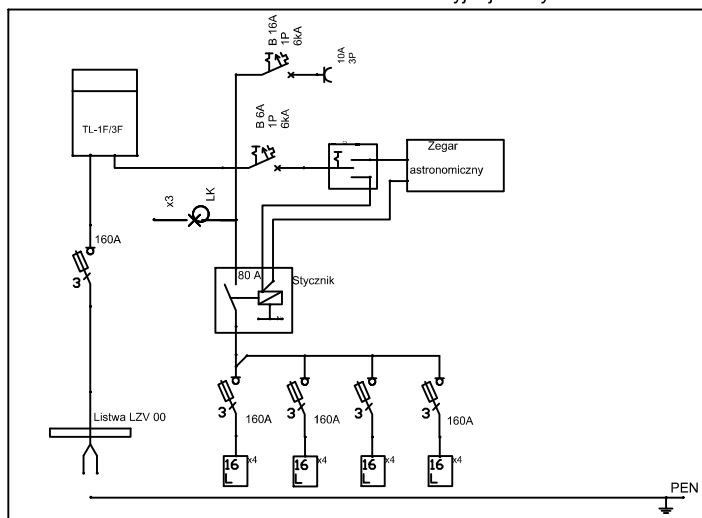 B 16A
1P
6kA
10A
3P
TL-1F/3F
B 6A
1P
6kA
Zegar
astronomiczny
x3
LK
160A
3
80 A
Stycznik
3
160A
3
160A
3
3
160A
Listwa LZV 00
16
L
x4
16
L
x4
16
L
x4
16
L
x4
PEN